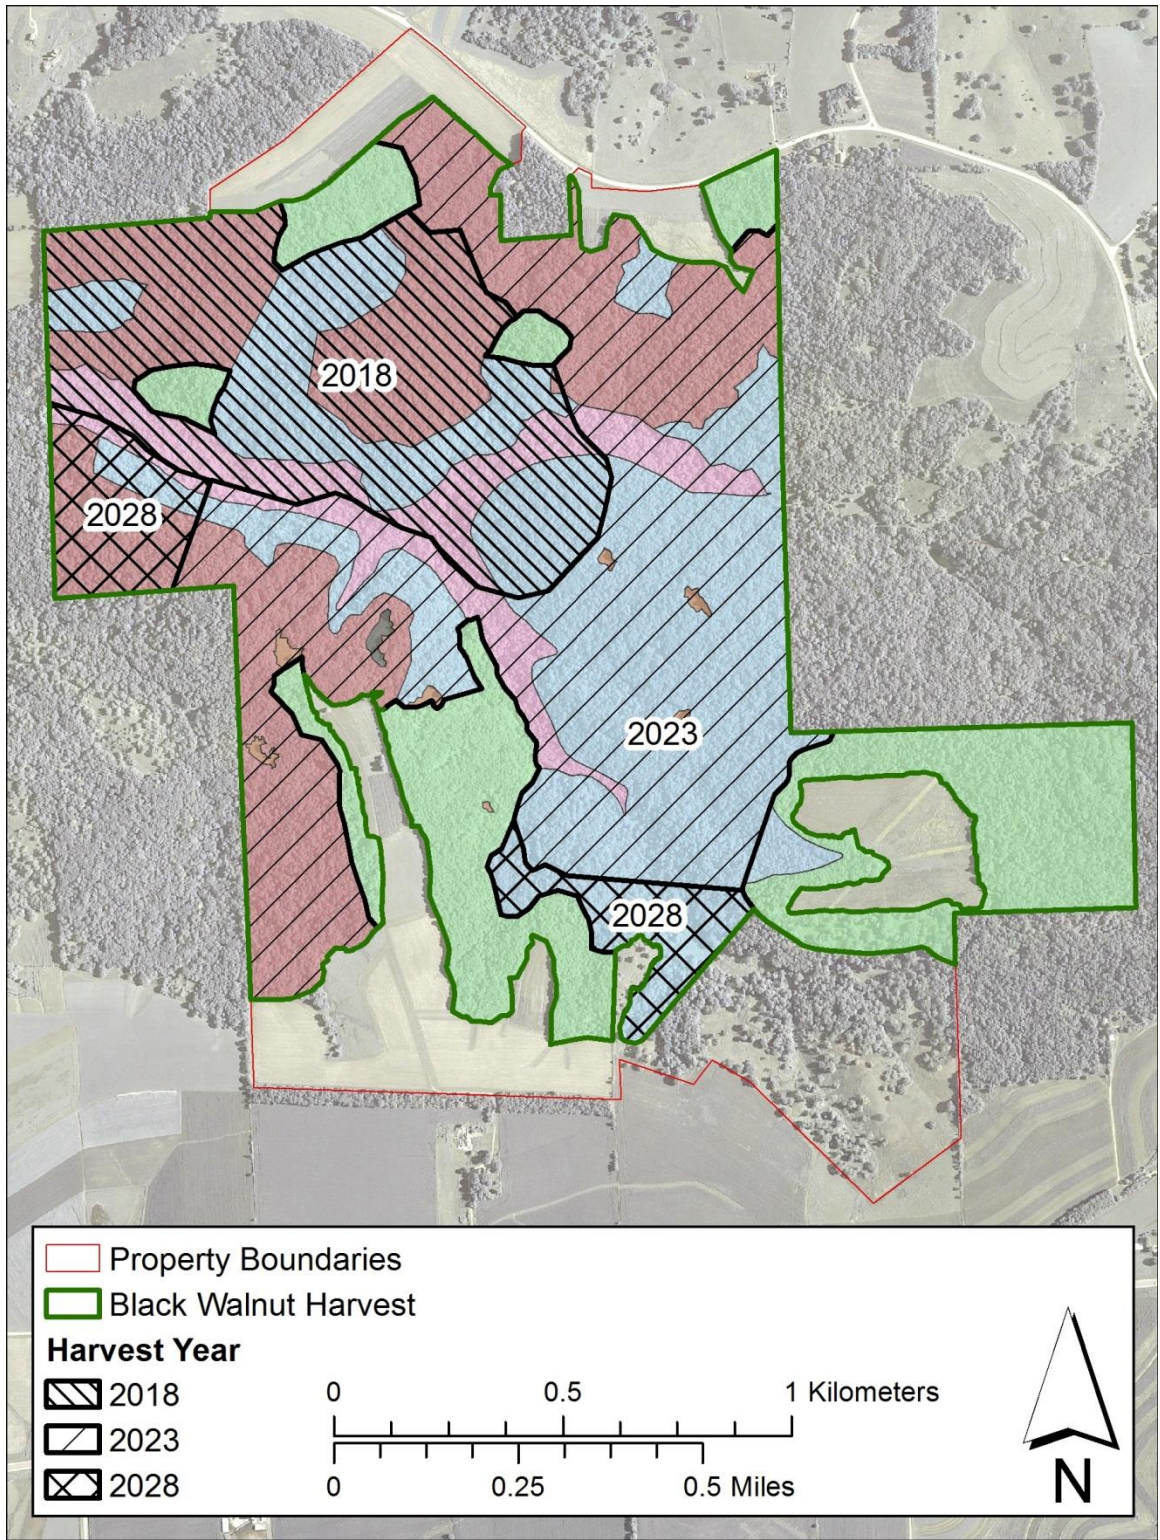 2018
2028
2023
2028
Property Boundaries
Black Walnut Harvest
Harvest Year
2018
2023
2028
0 0.5 1 Kilometers
0 0.25 0.5 Miles
N